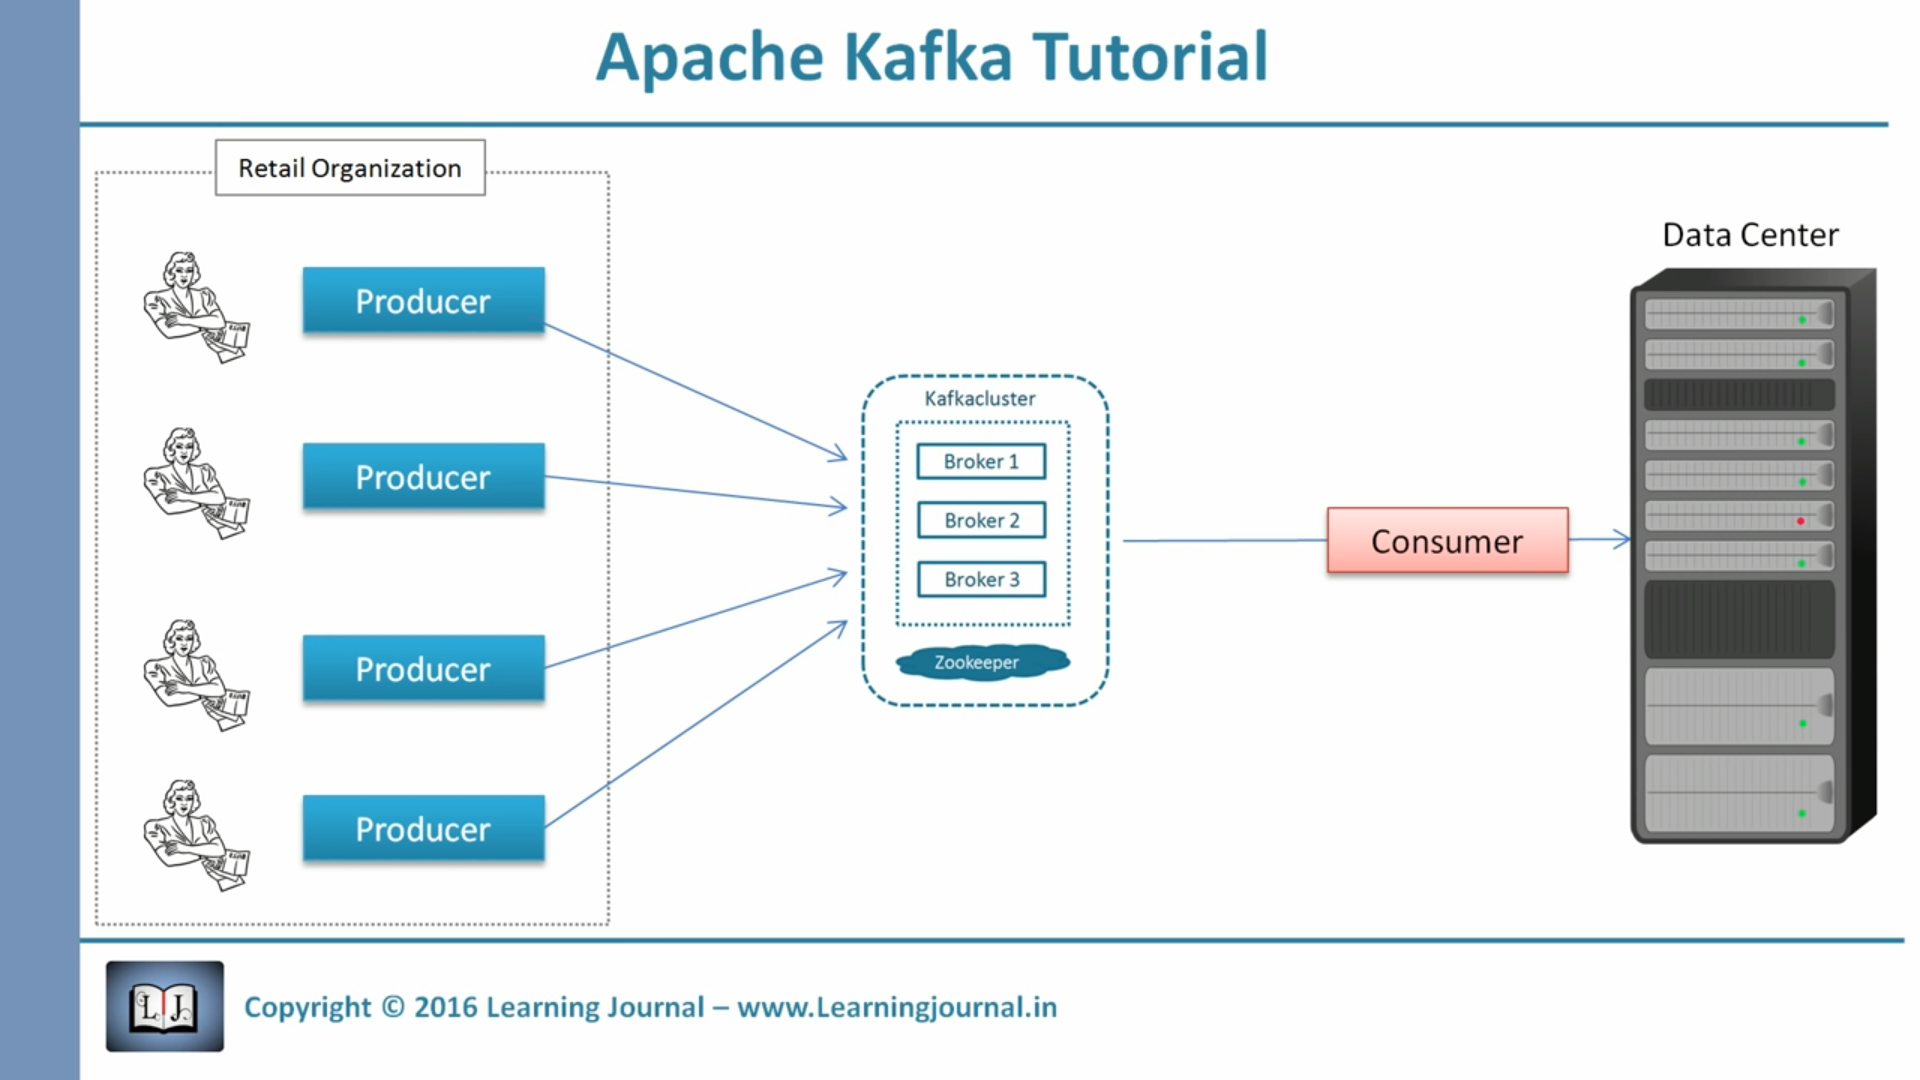 Apache Kafka Tutorial
Retail Organization
Producer
Producer
Producer
Producer
Kafkacluster
Broker 1
Broker 2
Broker 3
Zookeeper
Consumer
Data Center
L J
Copyright © 2016 Learning Journal – www.Learningjournal.in